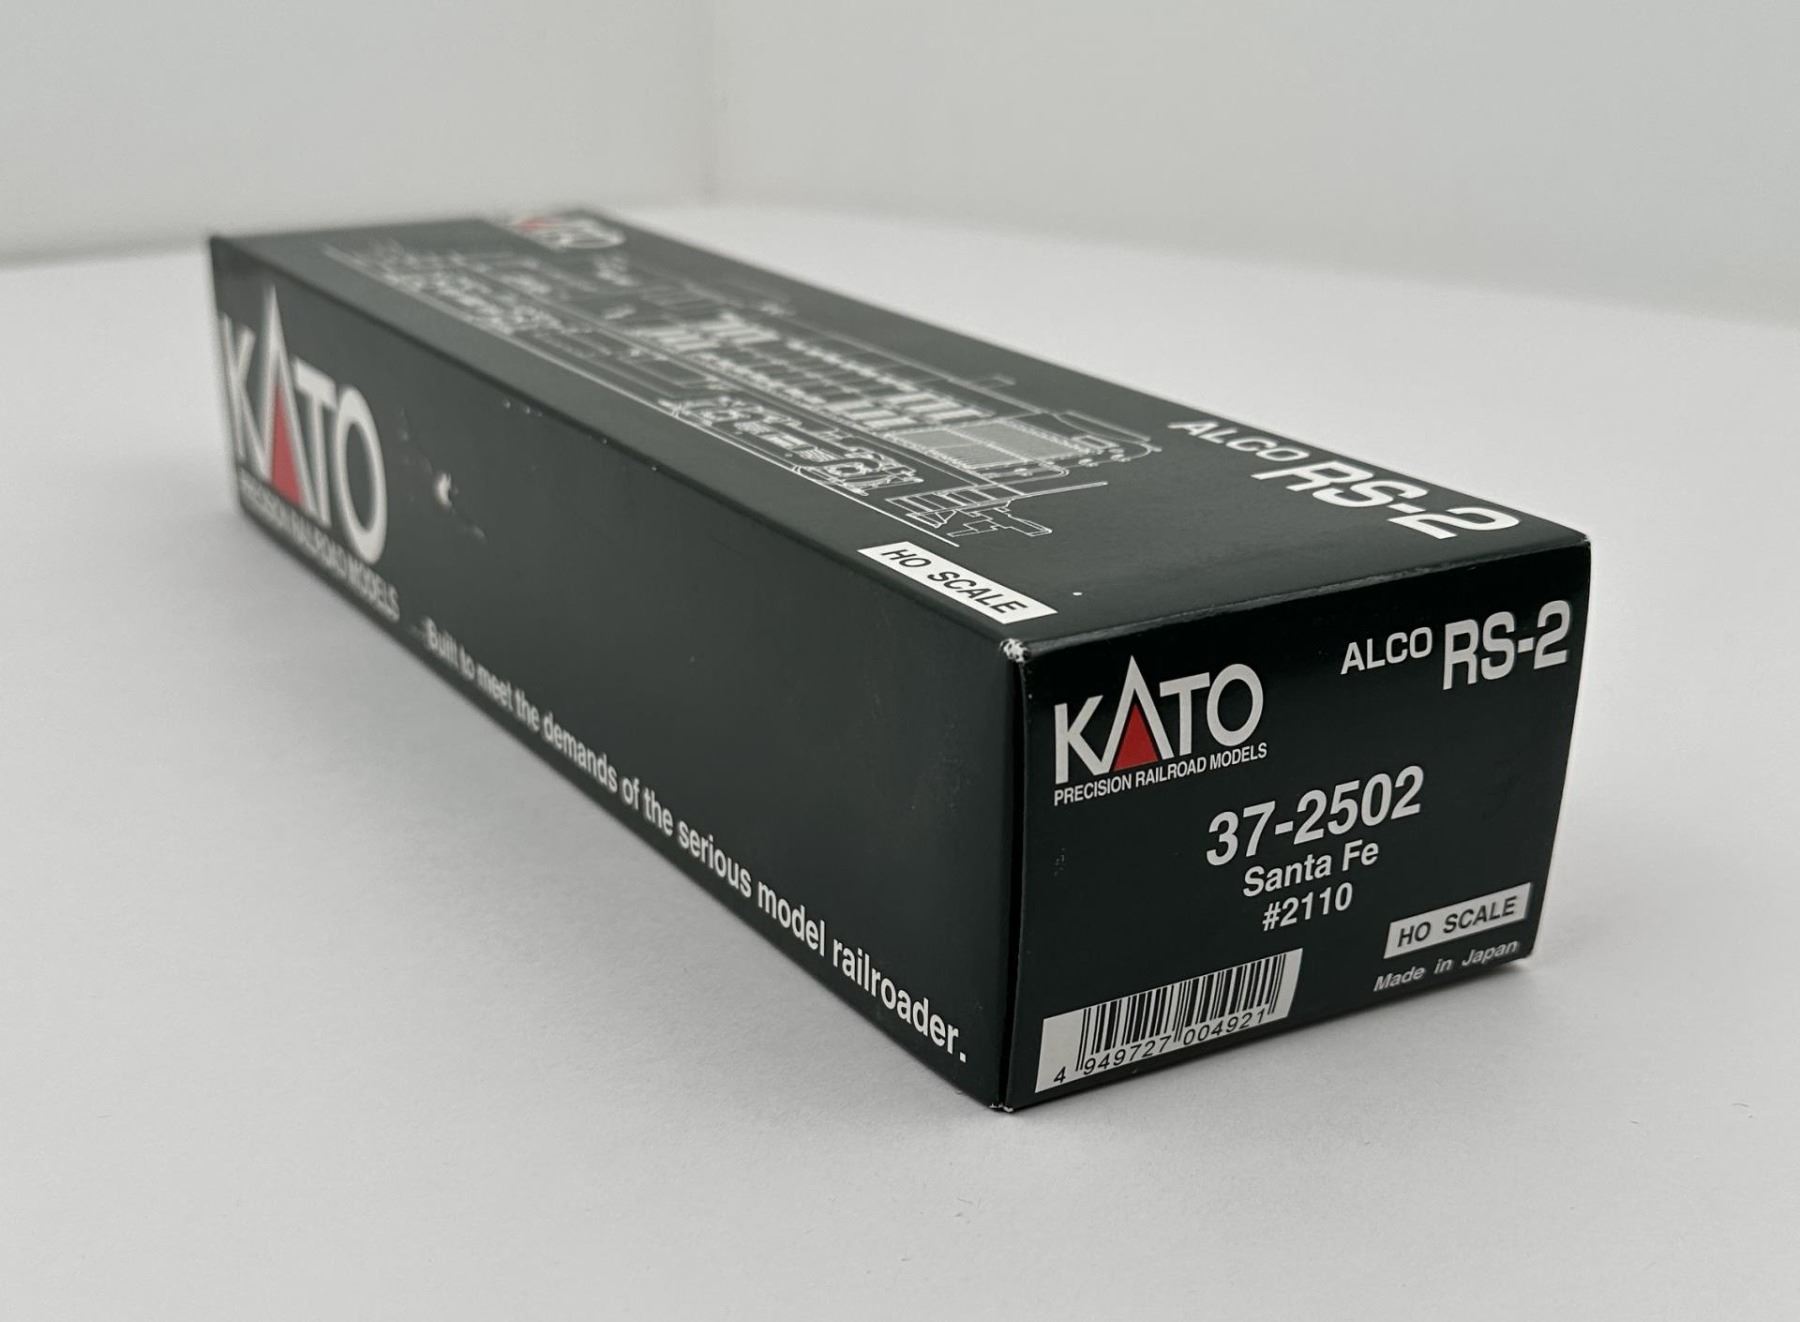 KATO
KATO
PRECISION RAILROAD MODELS
Built to meet the demands of the serious model railroader.
ALCO RS-2
HO SCALE
KATO
PRECISION RAILROAD MODELS
ALCO RS-2
37-2502
Santa Fe
#2110
HO SCALE
Made in Japan
4 949727 004921